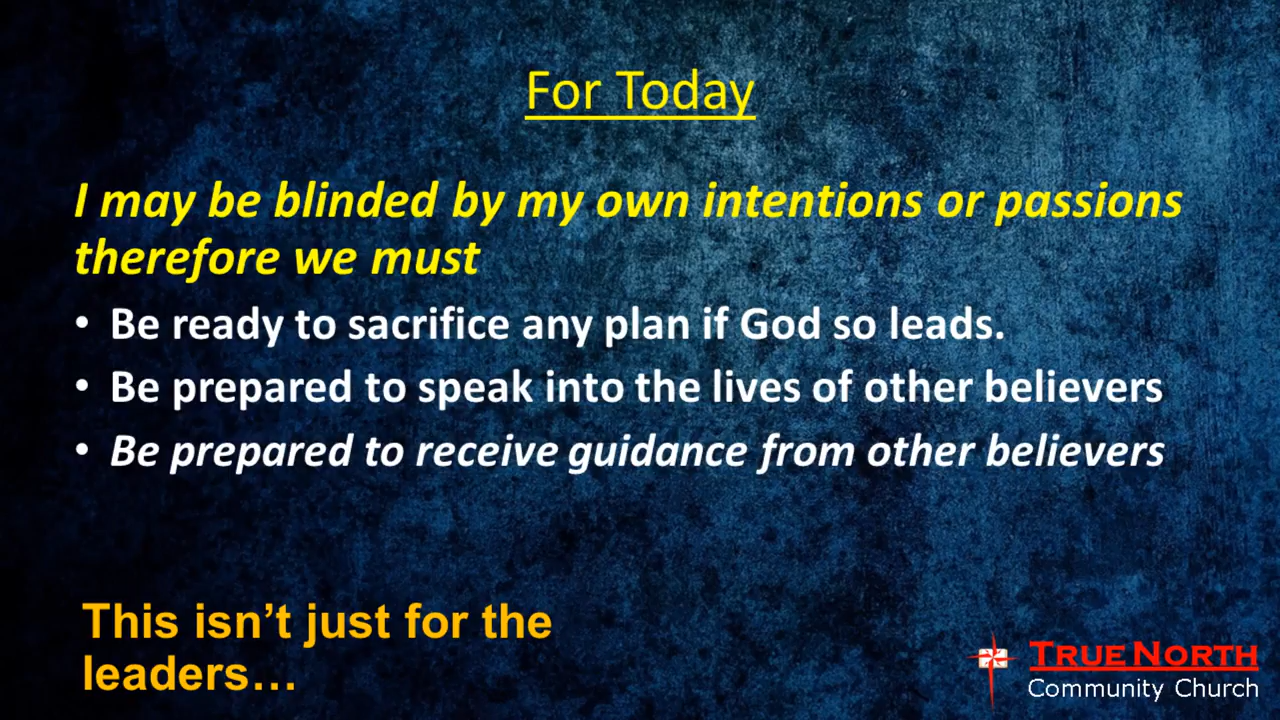 For Today
I may be blinded by my own intentions or passions
therefore we must
• Be ready to sacrifice any plan if God so leads.
• Be prepared to speak into the lives of other believers
• Be prepared to receive guidance from other believers
This isn’t just for the
leaders…
TRUE NORTH
Community Church